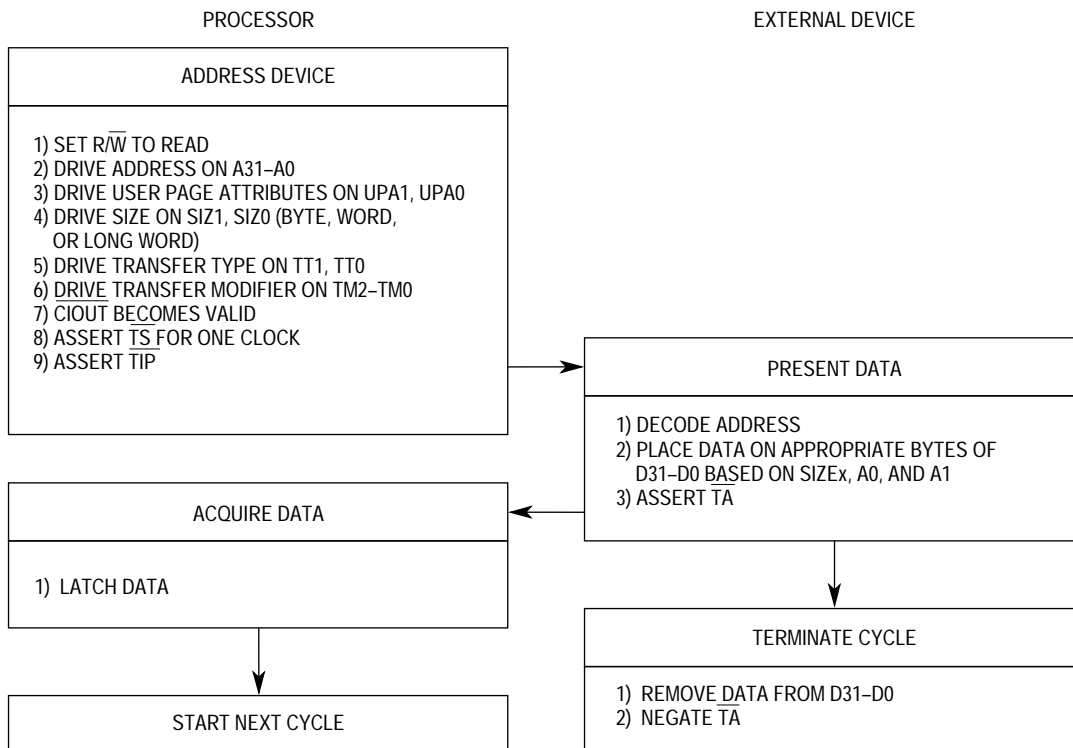 PROCESSOR
EXTERNAL DEVICE
ADDRESS DEVICE
1) SET R/W̅ TO READ
2) DRIVE ADDRESS ON A31–A0
3) DRIVE USER PAGE ATTRIBUTES ON UPA1, UPA0
4) DRIVE SIZE ON SIZ1, SIZ0 (BYTE, WORD,
OR LONG WORD)
5) DRIVE TRANSFER TYPE ON TT1, TT0
6) DRIVE TRANSFER MODIFIER ON TM2–TM0
7) C̅I̅O̅U̅T̅ BECOMES VALID
8) ASSERT T̅S̅ FOR ONE CLOCK
9) ASSERT T̅I̅P̅
PRESENT DATA
1) DECODE ADDRESS
2) PLACE DATA ON APPROPRIATE BYTES OF
D31–D0 BASED ON SIZEx, A0, AND A1
3) ASSERT T̅A̅
ACQUIRE DATA
1) LATCH DATA
TERMINATE CYCLE
1) REMOVE DATA FROM D31–D0
2) NEGATE T̅A̅
START NEXT CYCLE